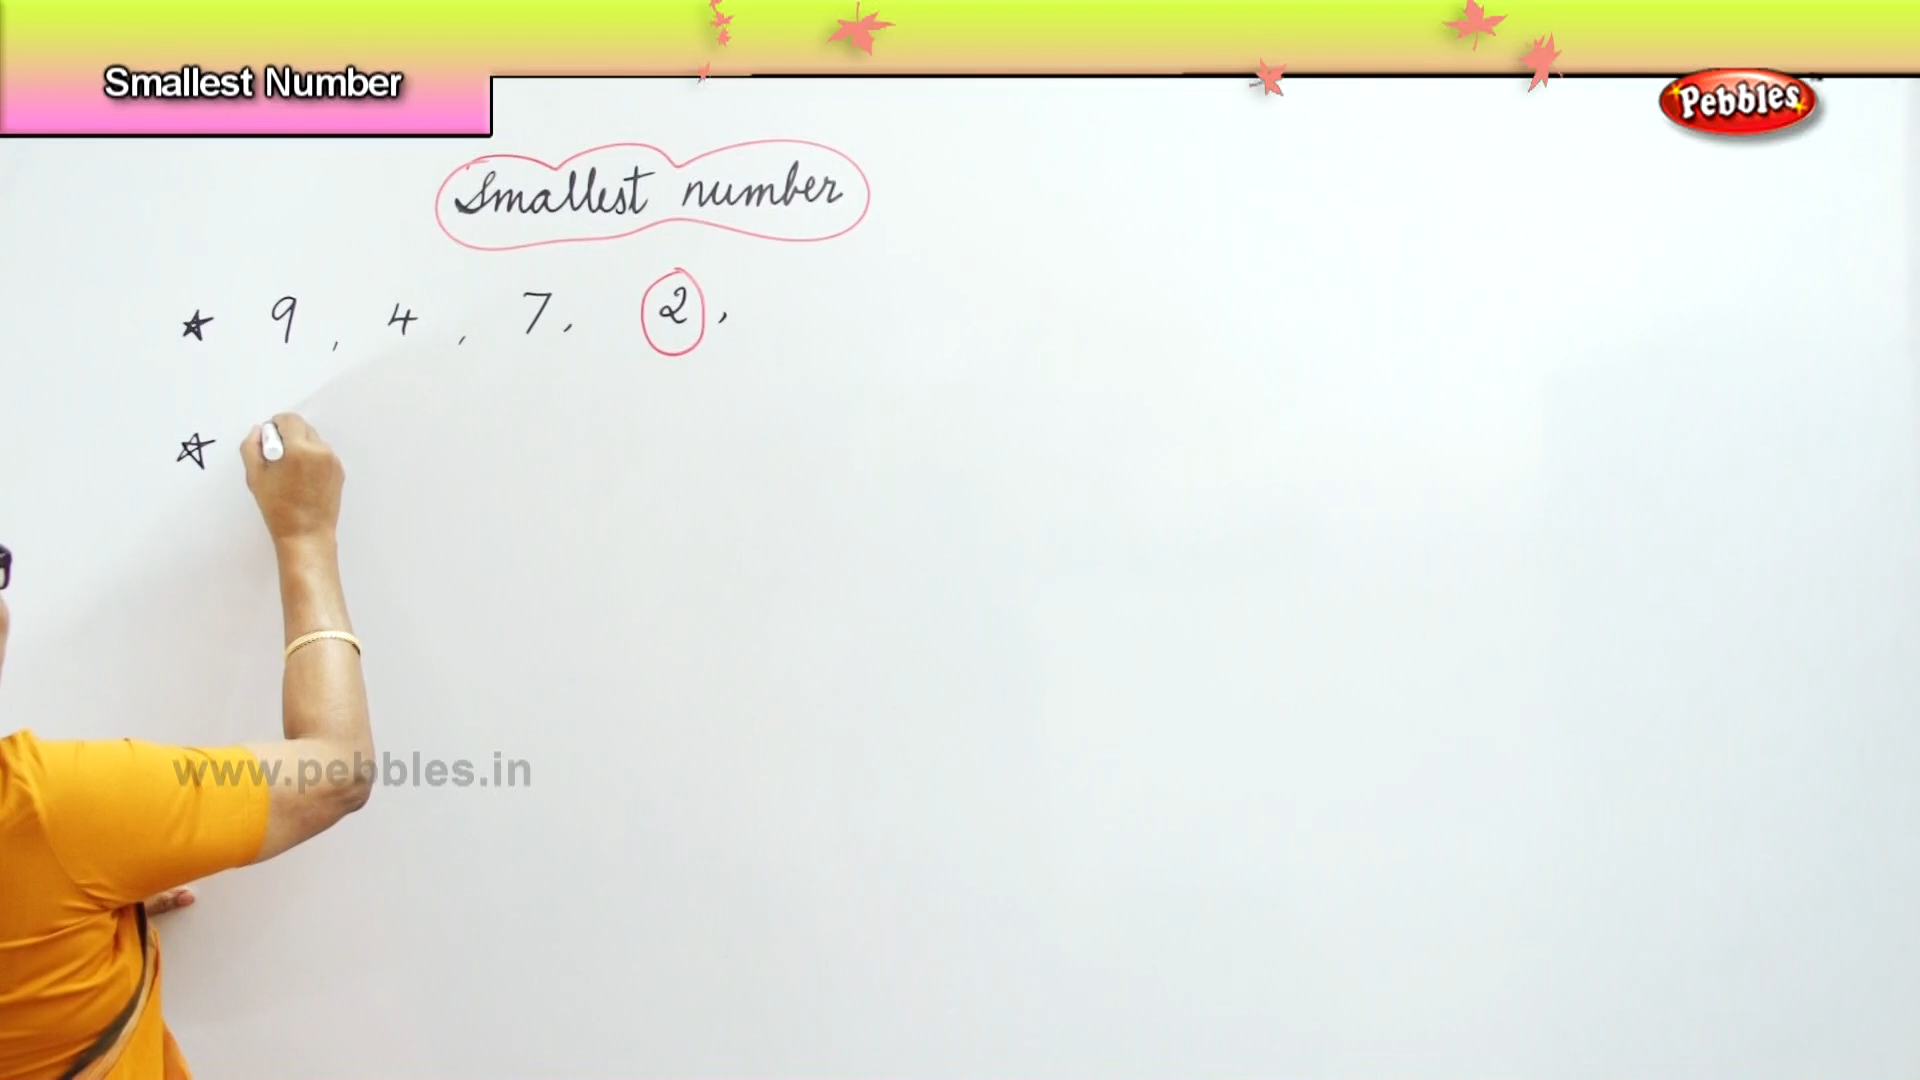 Smallest Number
Pebbles
Smallest number
★ 9, 4, 7, 2,
★
www.pebbles.in